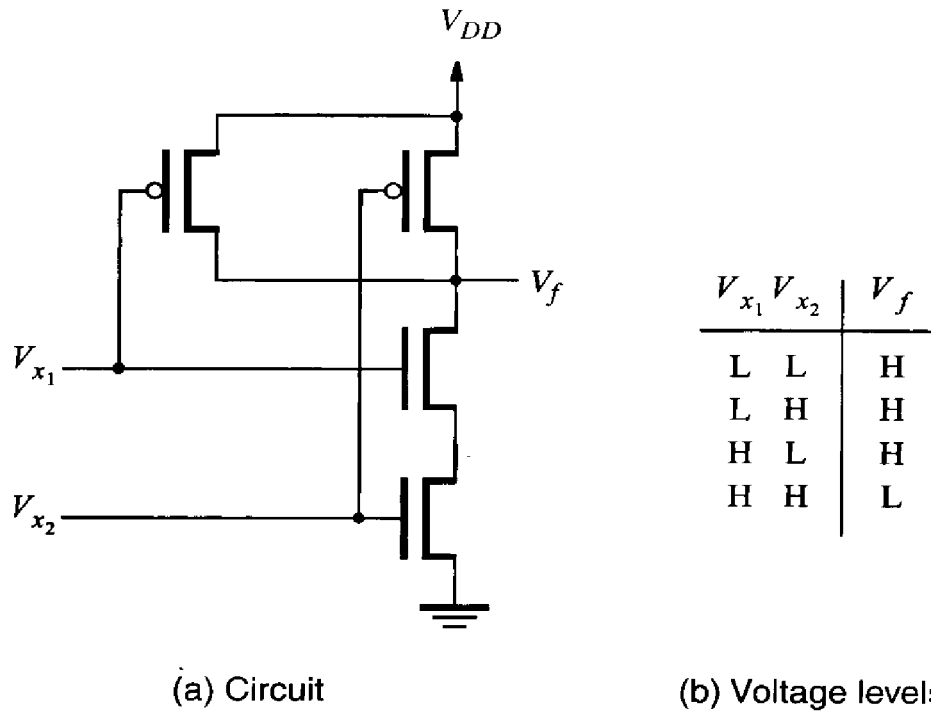 V_DD
V_f
V_x1
V_x2
V_x1 V_x2 V_f
L L H
L H H
H L H
H H L
(a) Circuit
(b) Voltage levels